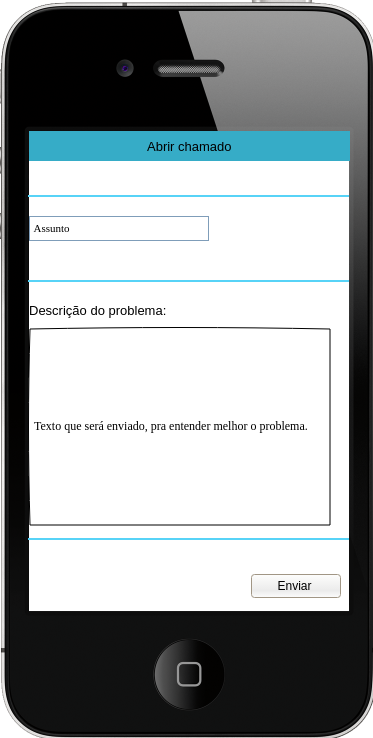 Abrir chamado
Assunto
Descrição do problema:
Texto que será enviado, pra entender melhor o problema.
Enviar